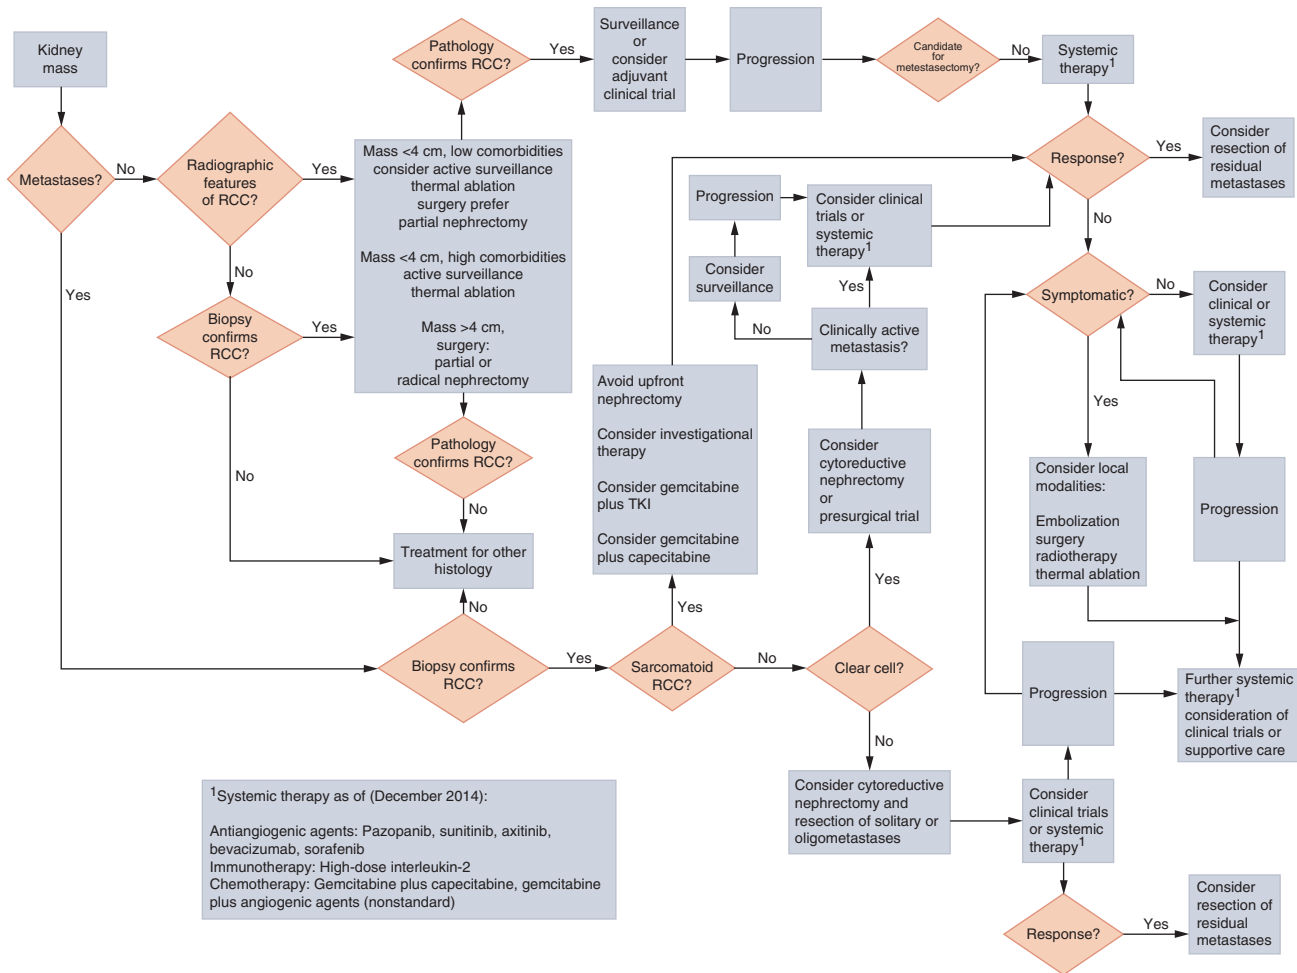 Kidney
mass
Metastases?
No
Yes
Radiographic
features
of RCC?
Yes
No
Biopsy
confirms
RCC?
Yes
No
Mass <4 cm, low comorbidities
consider active surveillance
thermal ablation
surgery prefer
partial nephrectomy
Mass <4 cm, high comorbidities
active surveillance
thermal ablation
Mass >4 cm,
surgery:
partial or
radical nephrectomy
Pathology
confirms RCC?
Yes
Surveillance
or
consider
adjuvant
clinical trial
Progression
Candidate
for
metestasectomy?
No
Systemic
therapy1
Response?
Yes
Consider
resection of
residual
metastases
No
Symptomatic?
No
Consider
clinical or
systemic
therapy1
Yes
Consider local
modalities:
Embolization
surgery
radiotherapy
thermal ablation
Progression
Further systemic
therapy1
consideration of
clinical trials or
supportive care
Pathology
confirms RCC?
No
Treatment for other
histology
No
Biopsy confirms
RCC?
Yes
Sarcomatoid
RCC?
Yes
Avoid upfront
nephrectomy
Consider investigational
therapy
Consider gemcitabine
plus TKI
Consider gemcitabine
plus capecitabine
No
Clear cell?
Yes
Consider
cytoreductive
nephrectomy
or
presurgical trial
Clinically active
metastasis?
No
Consider
surveillance
Progression
Yes
Consider clinical
trials or
systemic
therapy1
No
Consider cytoreductive
nephrectomy and
resection of solitary or
oligometastases
Consider
clinical trials
or systemic
therapy1
Progression
Response?
Yes
Consider
resection of
residual
metastases
1Systemic therapy as of (December 2014):
Antiangiogenic agents: Pazopanib, sunitinib, axitinib,
bevacizumab, sorafenib
Immunotherapy: High-dose interleukin-2
Chemotherapy: Gemcitabine plus capecitabine, gemcitabine
plus angiogenic agents (nonstandard)